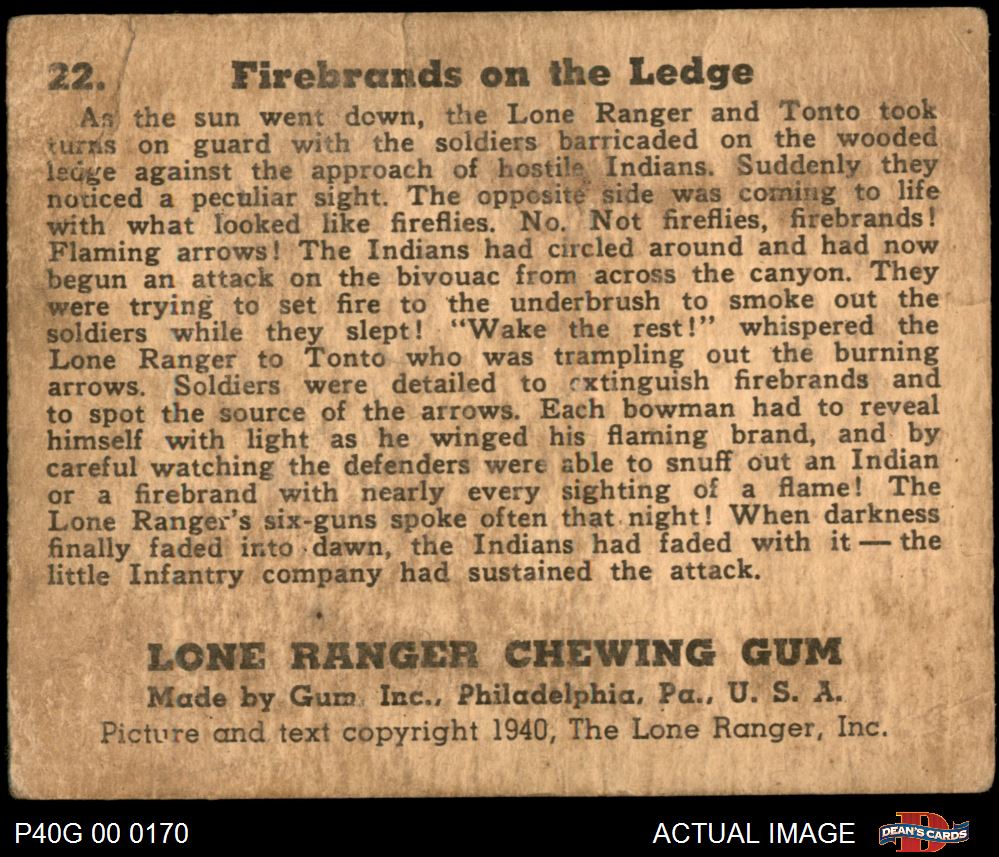 22. Firebrands on the Ledge
As the sun went down, the Lone Ranger and Tonto took
turns on guard with the soldiers barricaded on the wooded
ledge against the approach of hostile Indians. Suddenly they
noticed a peculiar sight. The opposite side was coming to life
with what looked like fireflies. No. Not fireflies, firebrands!
Flaming arrows! The Indians had circled around and had now
begun an attack on the bivouac from across the canyon. They
were trying to set fire to the underbrush to smoke out the
soldiers while they slept! "Wake the rest!" whispered the
Lone Ranger to Tonto who was trampling out the burning
arrows. Soldiers were detailed to extinguish firebrands and
to spot the source of the arrows. Each bowman had to reveal
himself with light as he winged his flaming brand, and by
careful watching the defenders were able to snuff out an Indian
or a firebrand with nearly every sighting of a flame! The
Lone Ranger's six-guns spoke often that night! When darkness
finally faded into dawn, the Indians had faded with it — the
little Infantry company had sustained the attack.
LONE RANGER CHEWING GUM
Made by Gum, Inc., Philadelphia, Pa., U. S. A.
Picture and text copyright 1940, The Lone Ranger, Inc.
P40G 00 0170 ACTUAL IMAGE D DEAN'S CARDS